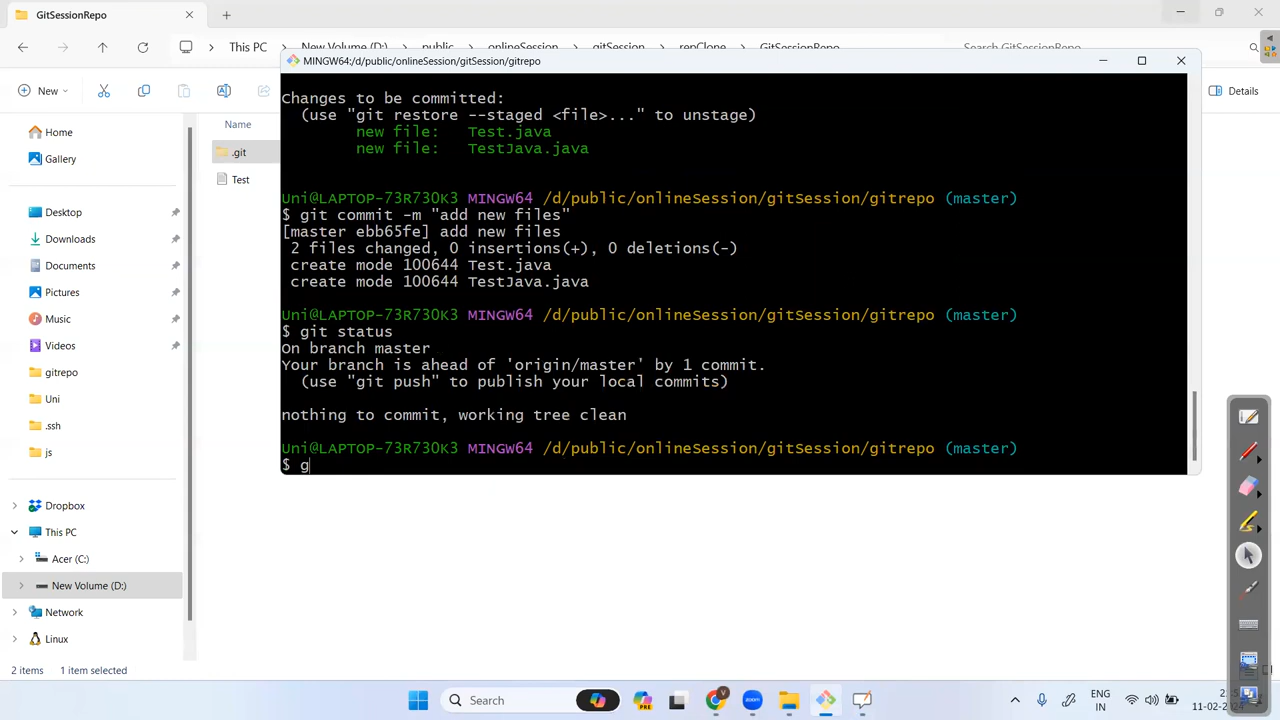 GitSessionRepo
This PC
New Volume (D:)
public
onlineSession
gitSession
repClone
GitSessionRepo
Search GitSessionRepo
New
Details
Home
Gallery
Desktop
Downloads
Documents
Pictures
Music
Videos
gitrepo
Uni
.ssh
js
Dropbox
This PC
Acer (C:)
New Volume (D:)
Network
Linux
Name
.git
Test
MINGW64:/d/public/onlineSession/gitSession/gitrepo
Changes to be committed:
(use "git restore --staged <file>..." to unstage)
new file:   Test.java
new file:   TestJava.java
Uni@LAPTOP-73R730K3 MINGW64 /d/public/onlineSession/gitSession/gitrepo (master)
$ git commit -m "add new files"
[master ebb65fe] add new files
2 files changed, 0 insertions(+), 0 deletions(-)
create mode 100644 Test.java
create mode 100644 TestJava.java
Uni@LAPTOP-73R730K3 MINGW64 /d/public/onlineSession/gitSession/gitrepo (master)
$ git status
On branch master
Your branch is ahead of 'origin/master' by 1 commit.
(use "git push" to publish your local commits)
nothing to commit, working tree clean
Uni@LAPTOP-73R730K3 MINGW64 /d/public/onlineSession/gitSession/gitrepo (master)
$ g
2 items
1 item selected
Search
PRE
zoom
ENG
IN
11-02-2024